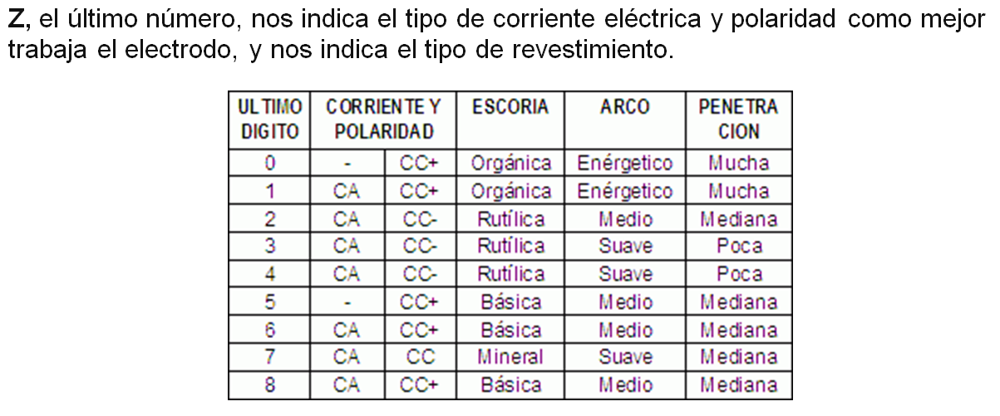 Z, el último número, nos indica el tipo de corriente eléctrica y polaridad como mejor
trabaja el electrodo, y nos indica el tipo de revestimiento.
ULTIMO DIGITO CORRIENTE Y POLARIDAD ESCORIA ARCO PENETRA CION
0 - CC+ Orgánica Enérgetico Mucha
1 CA CC+ Orgánica Enérgetico Mucha
2 CA CC- Rutílica Medio Mediana
3 CA CC- Rutílica Suave Poca
4 CA CC- Rutílica Suave Poca
5 - CC+ Básica Medio Mediana
6 CA CC+ Básica Medio Mediana
7 CA CC Mineral Suave Mediana
8 CA CC+ Básica Medio Mediana